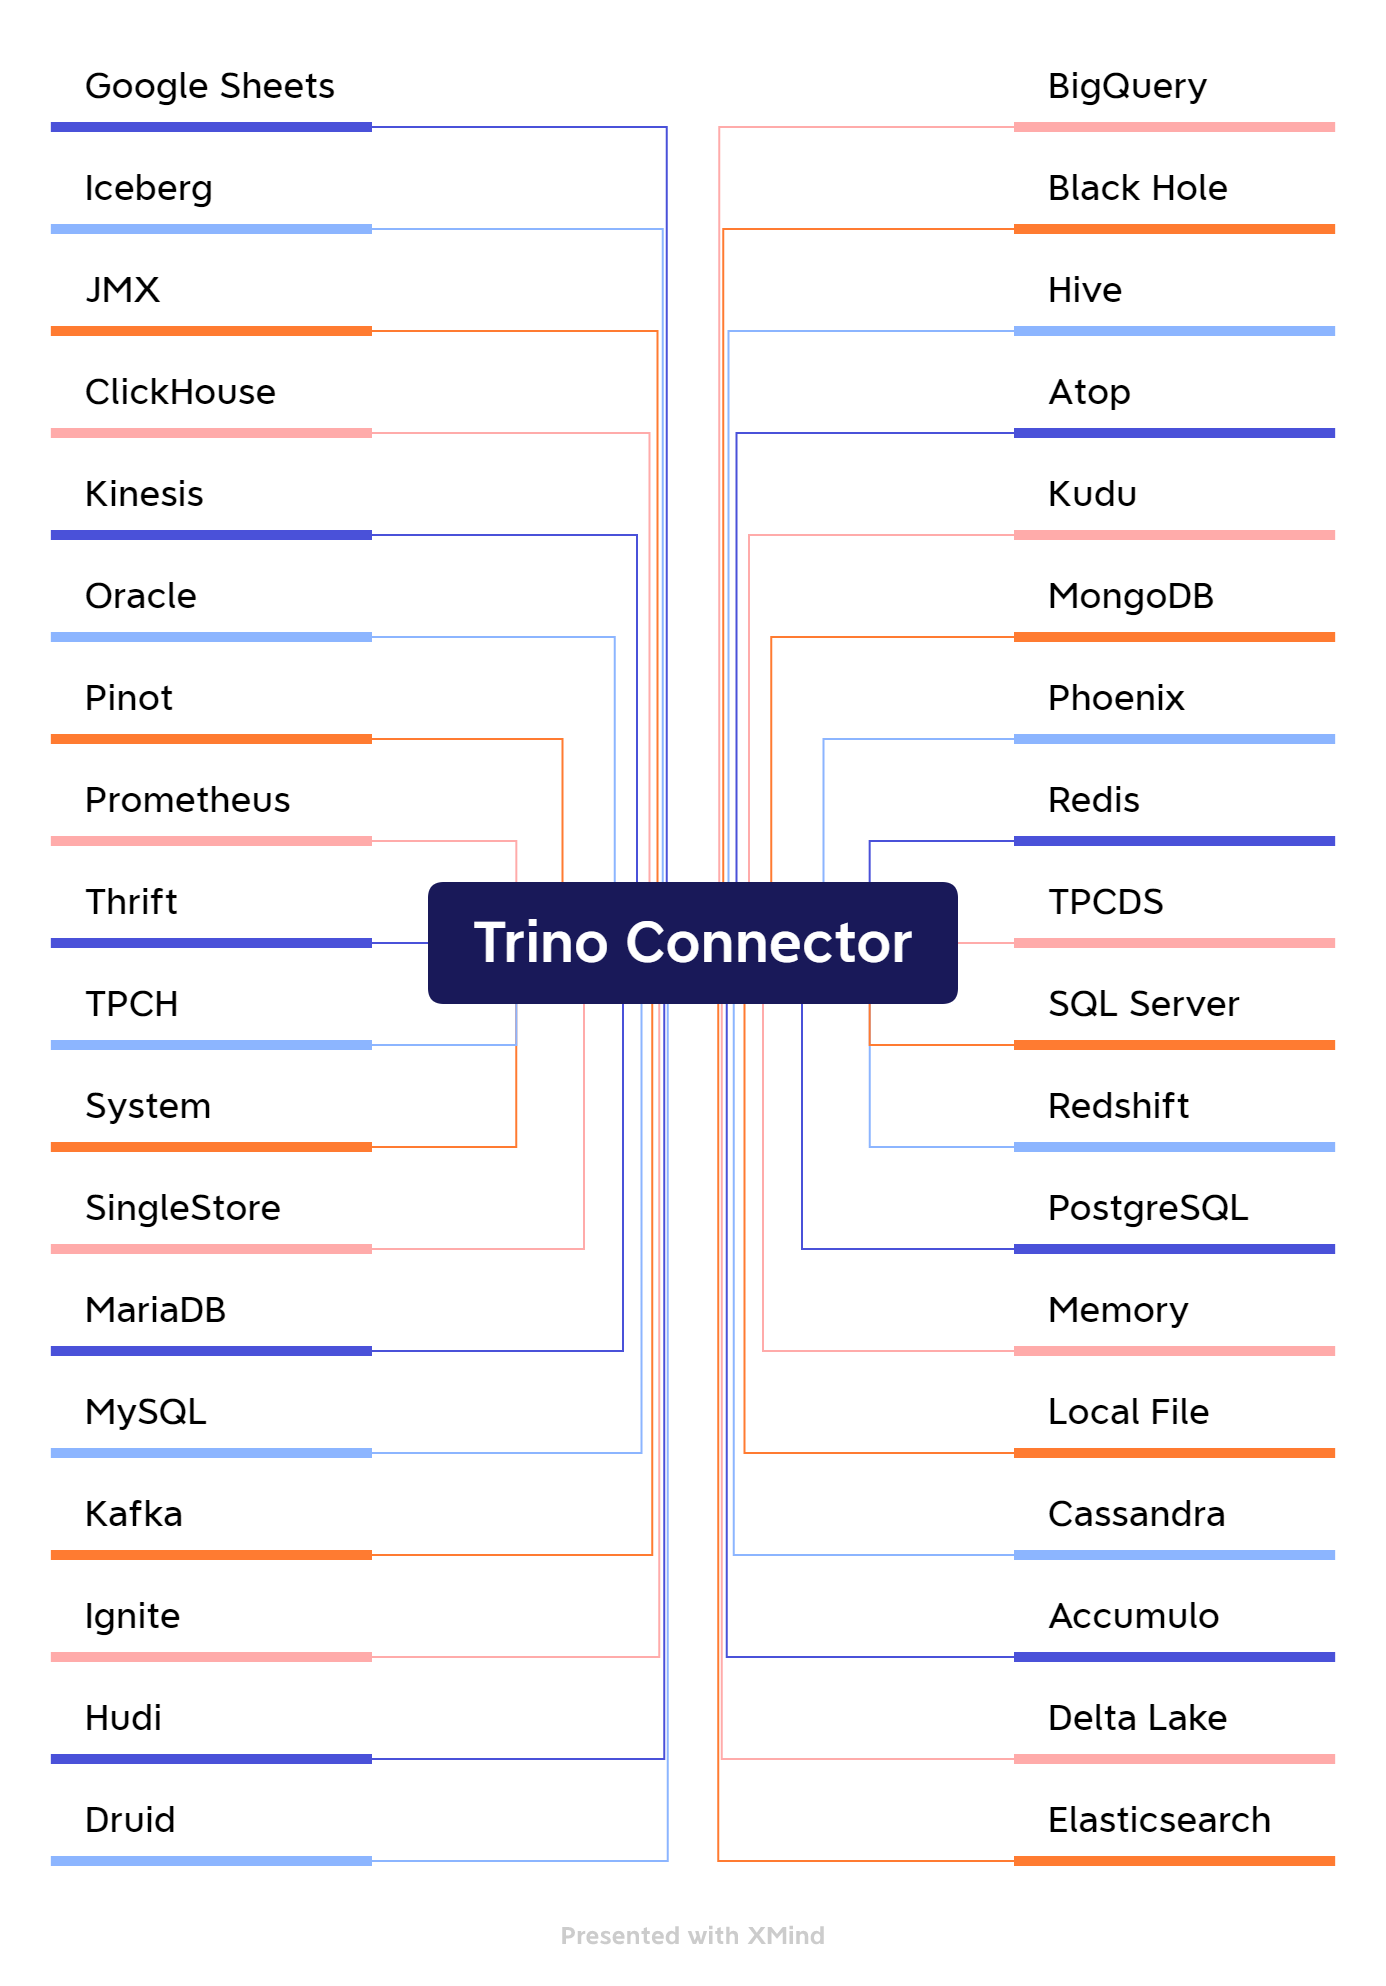 Google Sheets
Iceberg
JMX
ClickHouse
Kinesis
Oracle
Pinot
Prometheus
Thrift
TPCH
System
SingleStore
MariaDB
MySQL
Kafka
Ignite
Hudi
Druid
Trino Connector
BigQuery
Black Hole
Hive
Atop
Kudu
MongoDB
Phoenix
Redis
TPCDS
SQL Server
Redshift
PostgreSQL
Memory
Local File
Cassandra
Accumulo
Delta Lake
Elasticsearch
Presented with XMind